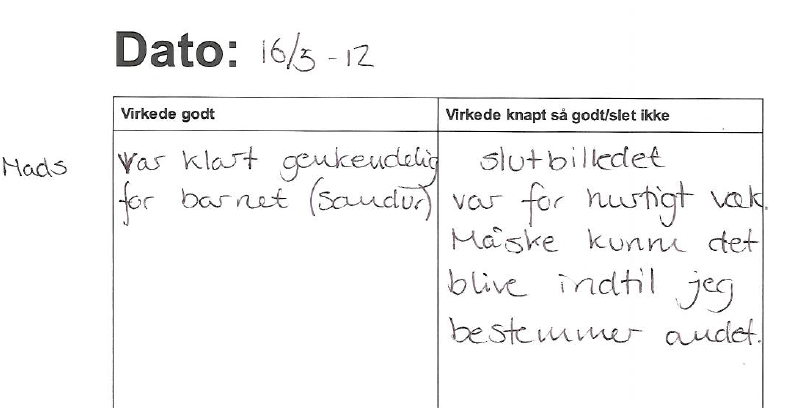 Dato: 16/5-12
Virkede godt
Virkede knapt så godt/slet ikke
Mads
Var klart genkendelig
for barnet (sandur)
slutbilledet
var for hurtigt væk.
Måske kunne det
blive indtil jeg
bestemmer andet.